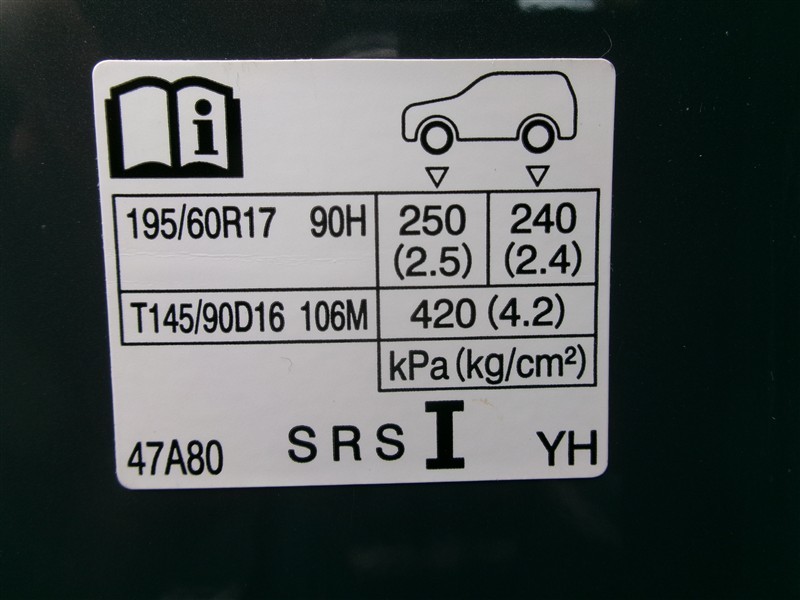 i
195/60R17 90H 250 (2.5) 240 (2.4)
T145/90D16 106M 420 (4.2)
kPa (kg/cm²)
47A80 SRS I YH